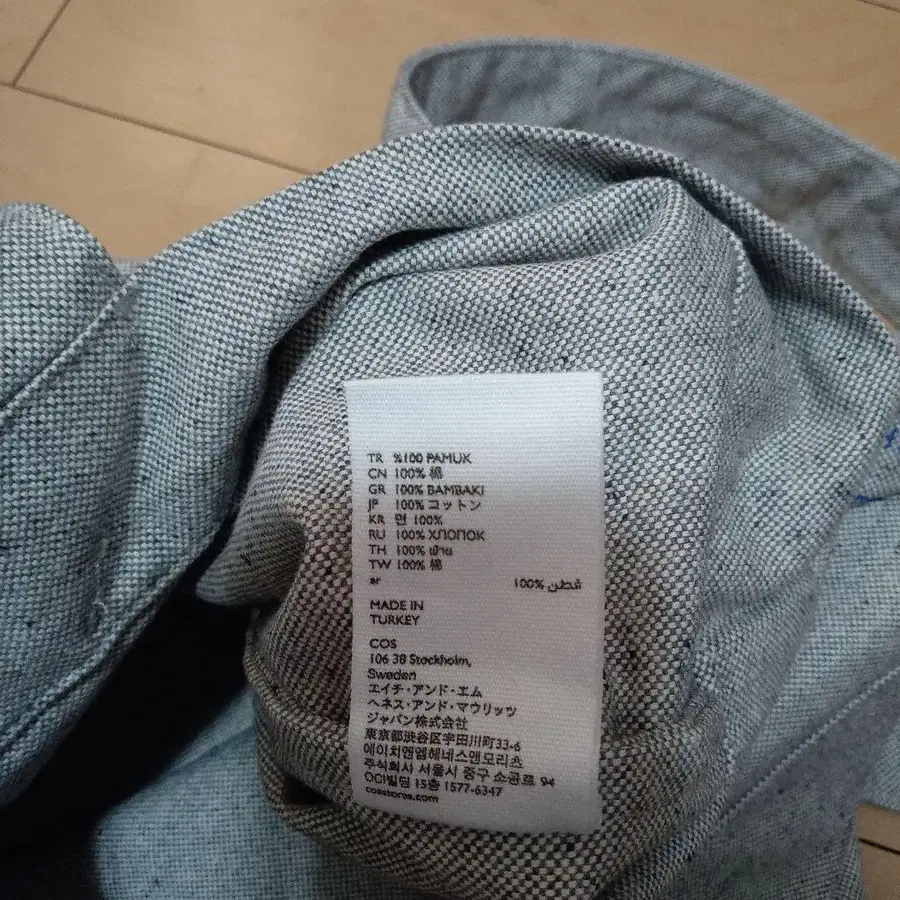 TR %100 PAMUK
CN 100% 棉
GR 100% BAMBAKI
JP 100% コットン
KR 면 100%
RU 100% ХЛОПОК
TH 100% ผ้าย
TW 100% 棉
ar 100% قطن
MADE IN
TURKEY
COS
106 38 Stockholm,
Sweden
エイチ・アンド・エム
ヘネス・アンド・マウリッツ
ジャパン株式会社
東京都渋谷区宇田川町33-6
에이치앤엠헤네스앤모리츠
주식회사 서울시 중구 소공로 94
OCI빌딩 15층 1577-6347
cosstores.com